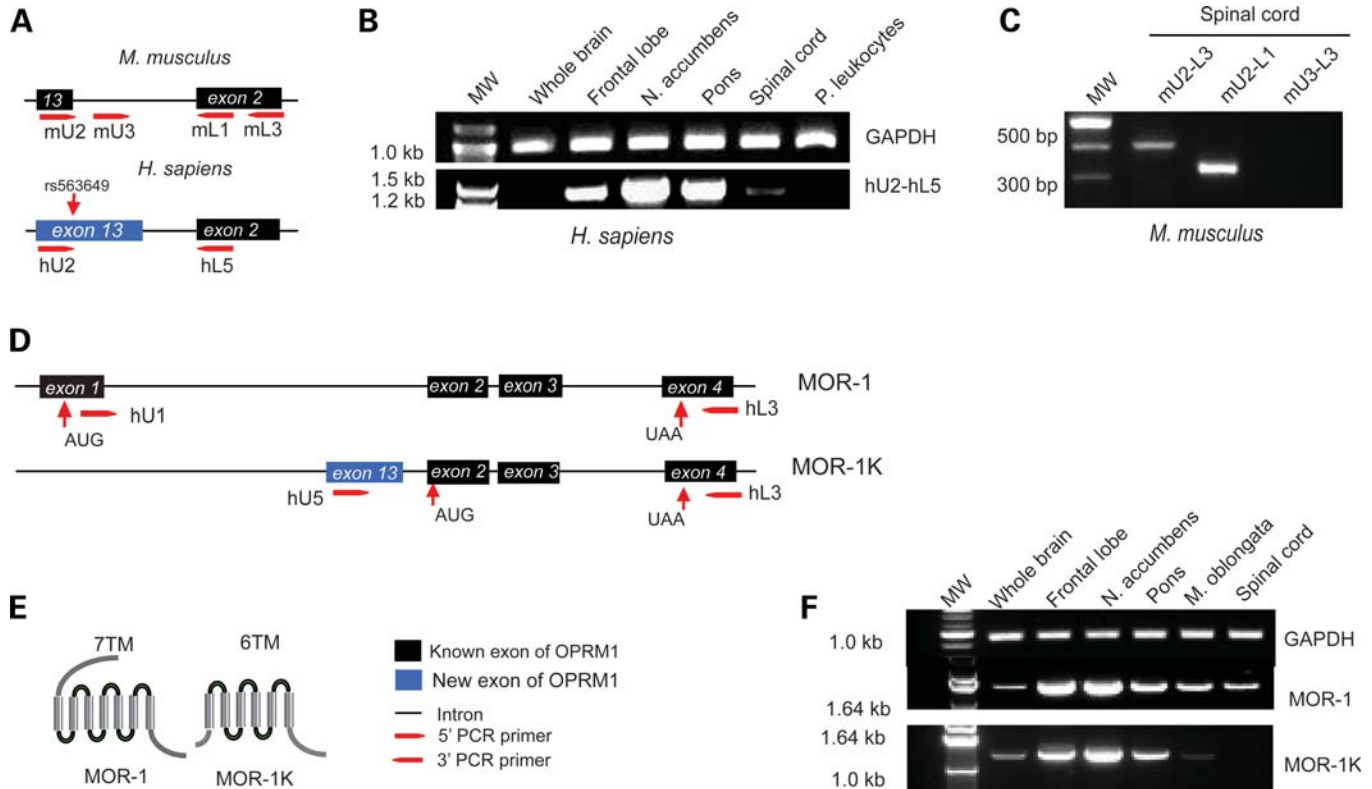 A
M. musculus
13
exon 2
mU2
mU3
mL1
mL3
H. sapiens
rs563649
exon 13
exon 2
hU2
hL5
B
MW
Whole brain
Frontal lobe
N. accumbens
Pons
Spinal cord
P. leukocytes
GAPDH
1.0 kb
1.5 kb
1.2 kb
hU2-hL5
H. sapiens
C
Spinal cord
MW
mU2-L3
mU2-L1
mU3-L3
500 bp
300 bp
M. musculus
D
exon 1
exon 2
exon 3
exon 4
MOR-1
hU1
hL3
AUG
UAA
exon 13
exon 2
exon 3
exon 4
MOR-1K
hU5
hL3
AUG
UAA
E
7TM
6TM
MOR-1
MOR-1K
Known exon of OPRM1
New exon of OPRM1
Intron
5' PCR primer
3' PCR primer
F
MW
Whole brain
Frontal lobe
N. accumbens
Pons
M. oblongata
Spinal cord
1.0 kb
GAPDH
MOR-1
1.64 kb
1.64 kb
MOR-1K
1.0 kb